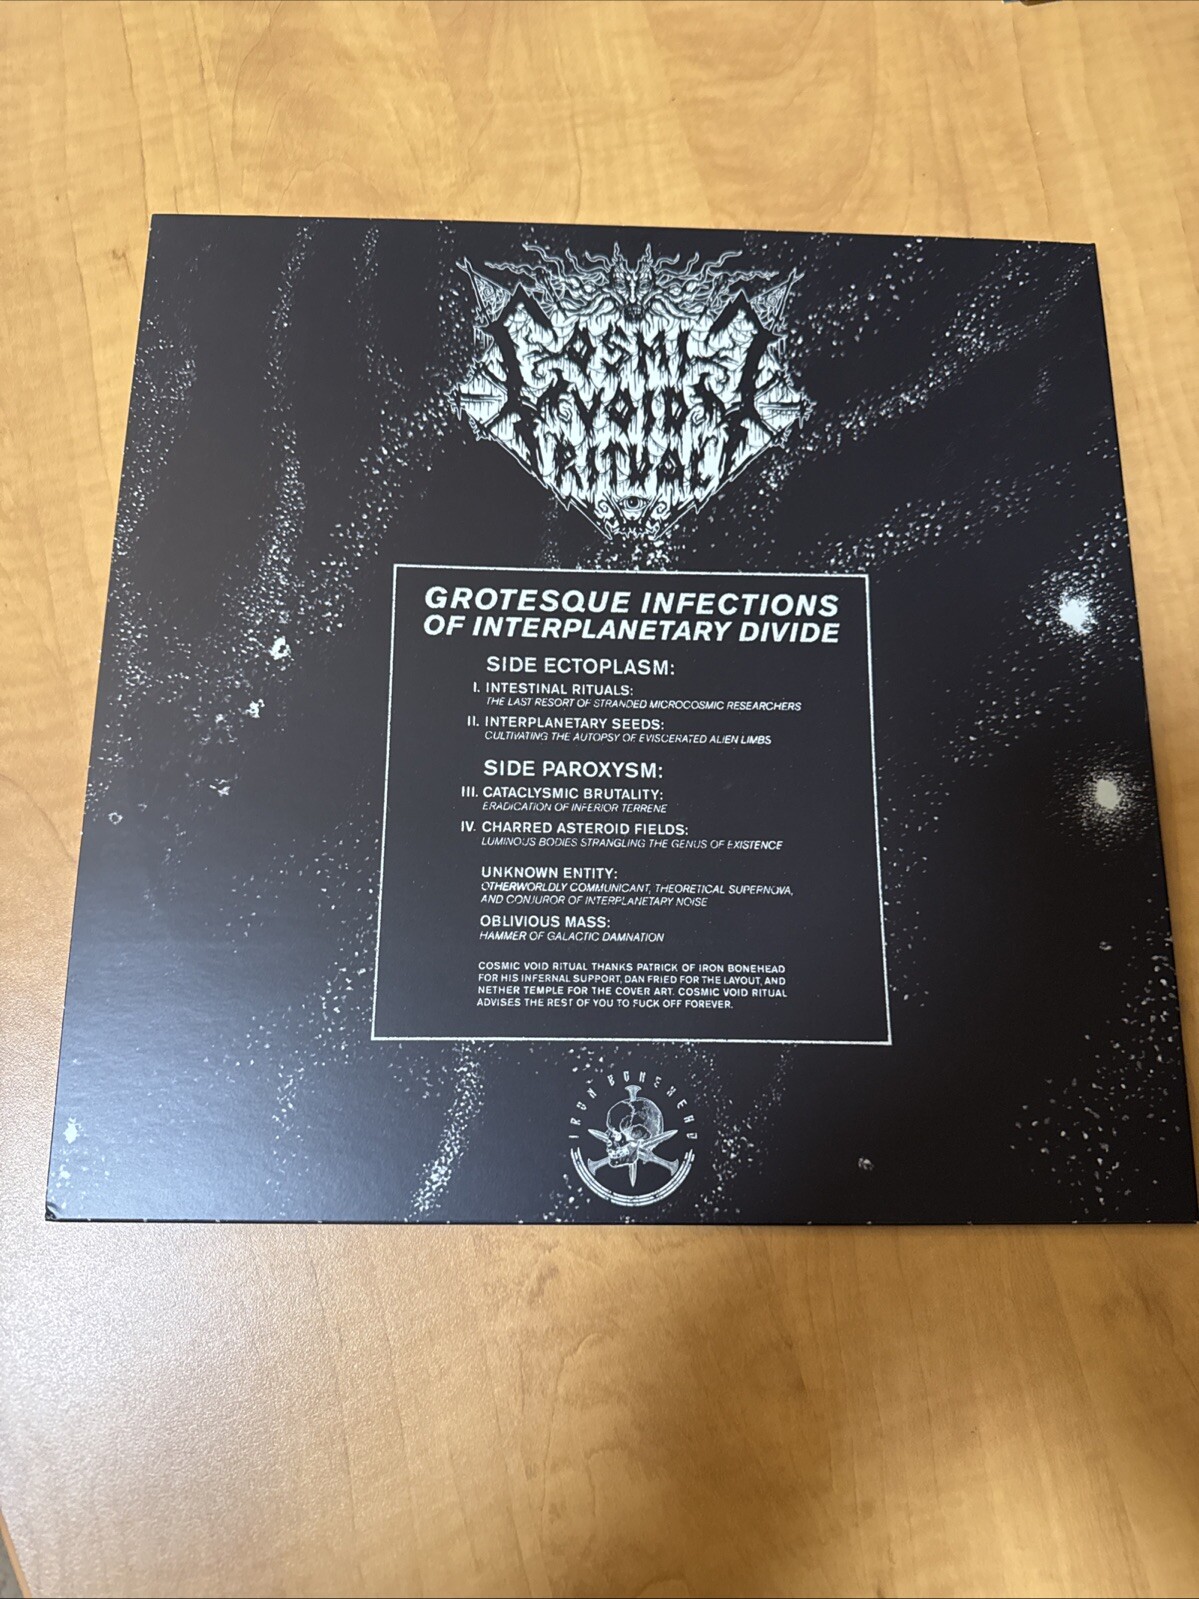 COSMIC
VOID
RITUAL
GROTESQUE INFECTIONS
OF INTERPLANETARY DIVIDE
SIDE ECTOPLASM:
I. INTESTINAL RITUALS:
THE LAST RESORT OF STRANDED MICROCOSMIC RESEARCHERS
II. INTERPLANETARY SEEDS:
CULTIVATING THE AUTOPSY OF EVISCERATED ALIEN LIMBS
SIDE PAROXYSM:
III. CATACLYSMIC BRUTALITY:
ERADICATION OF INFERIOR TERRENE
IV. CHARRED ASTEROID FIELDS:
LUMINOUS BODIES STRANGLING THE GENUS OF EXISTENCE
UNKNOWN ENTITY:
OTHERWORLDLY COMMUNICANT, THEORETICAL SUPERNOVA,
AND CONJUROR OF INTERPLANETARY NOISE
OBLIVIOUS MASS:
HAMMER OF GALACTIC DAMNATION
COSMIC VOID RITUAL THANKS PATRICK OF IRON BONEHEAD
FOR HIS INFERNAL SUPPORT, DAN FRIED FOR THE LAYOUT, AND
NETHER TEMPLE FOR THE COVER ART. COSMIC VOID RITUAL
ADVISES THE REST OF YOU TO FUCK OFF FOREVER.
IRON BONEHEAD